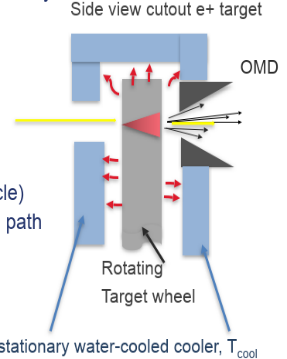 Side view cutout e+ target
OMD
cle)
path
Rotating
Target wheel
stationary water-cooled cooler, Tcool